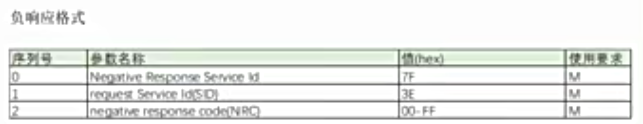 负响应格式
序列号 参数名称 值(hex) 使用要求
0 Negative Response Service Id 7F M
1 request Service Id(SID) 3E M
2 negative response code(NRC) 00-FF M